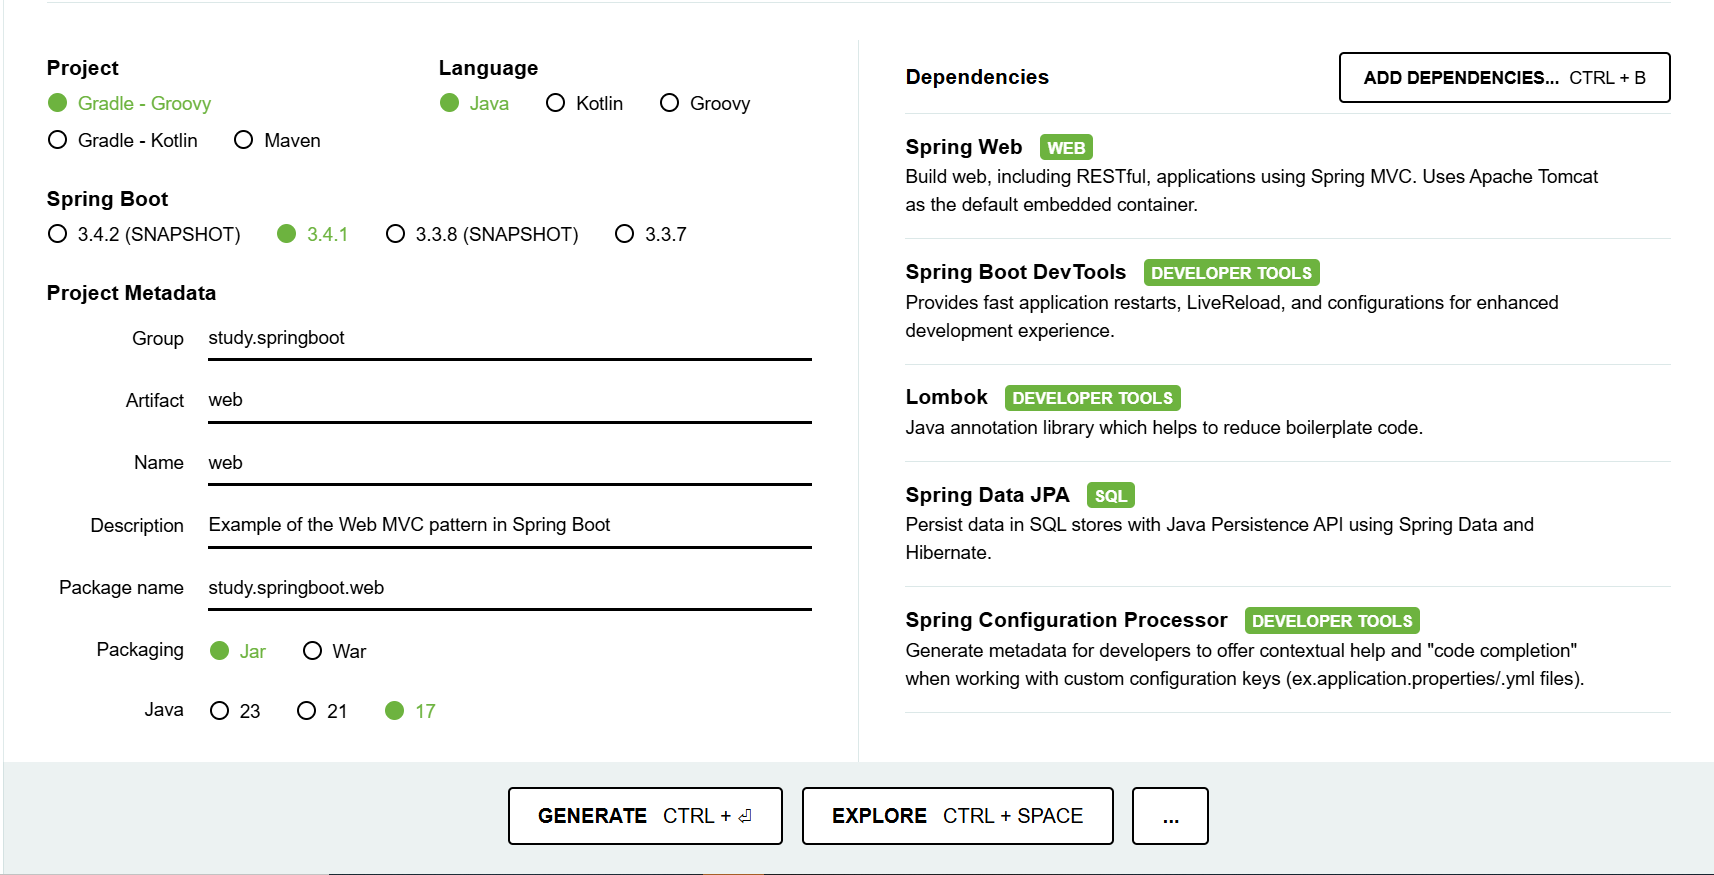 Project
Gradle - Groovy
Gradle - Kotlin Maven
Language
Java Kotlin Groovy
Spring Boot
3.4.2 (SNAPSHOT) 3.4.1 3.3.8 (SNAPSHOT) 3.3.7
Project Metadata
Group study.springboot
Artifact web
Name web
Description Example of the Web MVC pattern in Spring Boot
Package name study.springboot.web
Packaging Jar War
Java 23 21 17
Dependencies ADD DEPENDENCIES... CTRL + B
Spring Web WEB
Build web, including RESTful, applications using Spring MVC. Uses Apache Tomcat
as the default embedded container.
Spring Boot DevTools DEVELOPER TOOLS
Provides fast application restarts, LiveReload, and configurations for enhanced
development experience.
Lombok DEVELOPER TOOLS
Java annotation library which helps to reduce boilerplate code.
Spring Data JPA SQL
Persist data in SQL stores with Java Persistence API using Spring Data and
Hibernate.
Spring Configuration Processor DEVELOPER TOOLS
Generate metadata for developers to offer contextual help and "code completion"
when working with custom configuration keys (ex.application.properties/.yml files).
GENERATE CTRL + ⏎ EXPLORE CTRL + SPACE ...